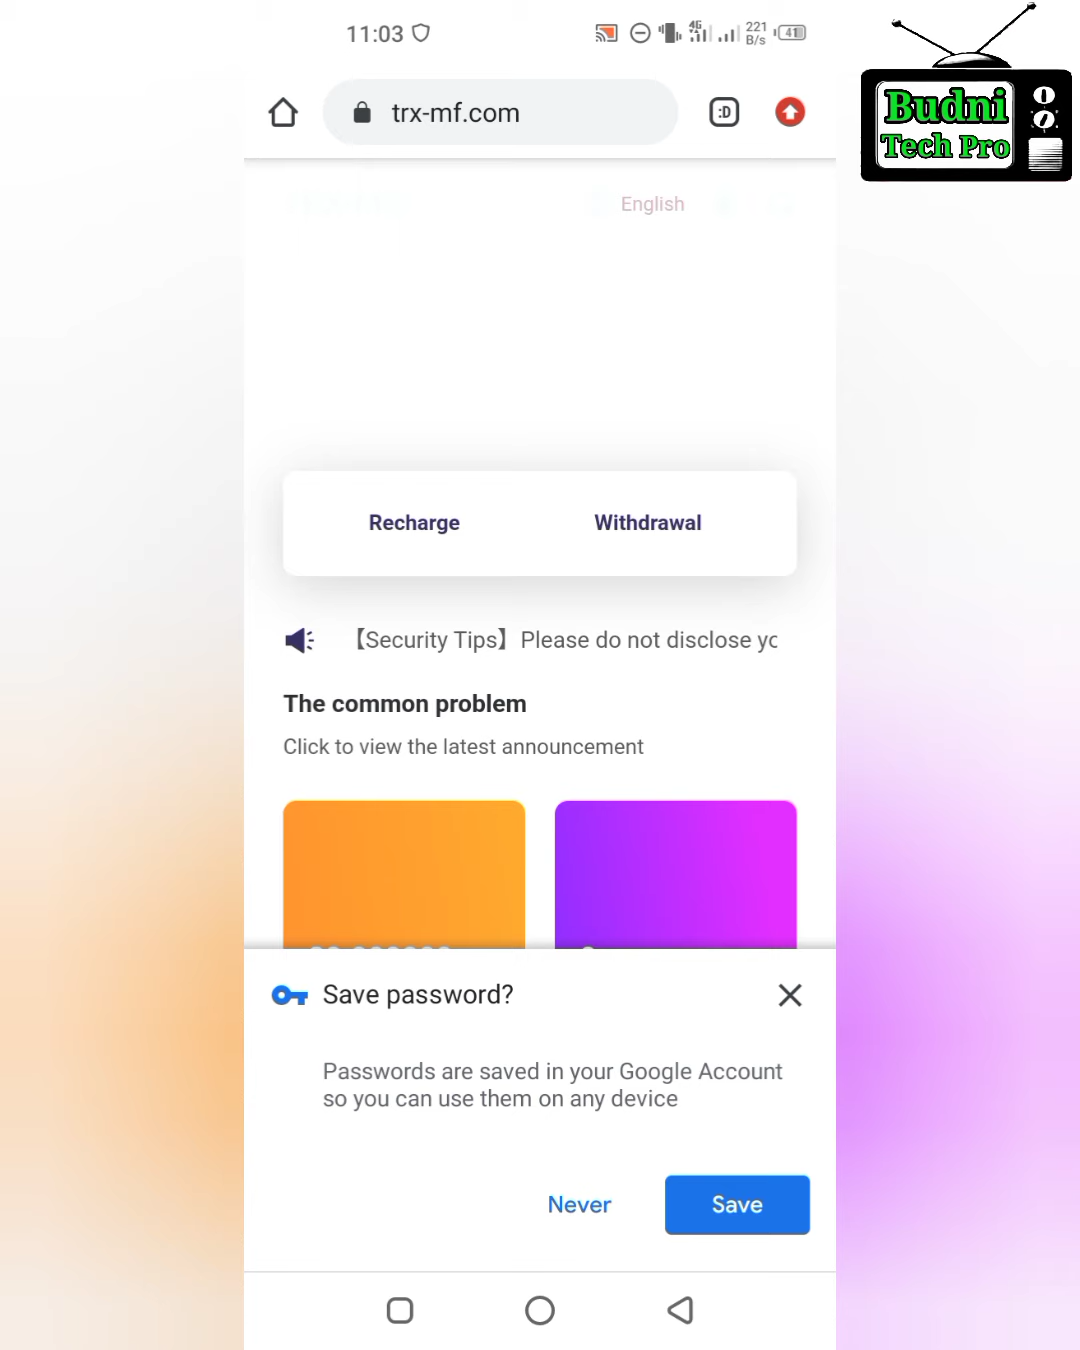 11:03
4G
221
B/s
41
Budni
Tech Pro
:D
trx-mf.com
English
Recharge
Withdrawal
【Security Tips】Please do not disclose yo
The common problem
Click to view the latest announcement
Save password?
Passwords are saved in your Google Account
so you can use them on any device
Never
Save